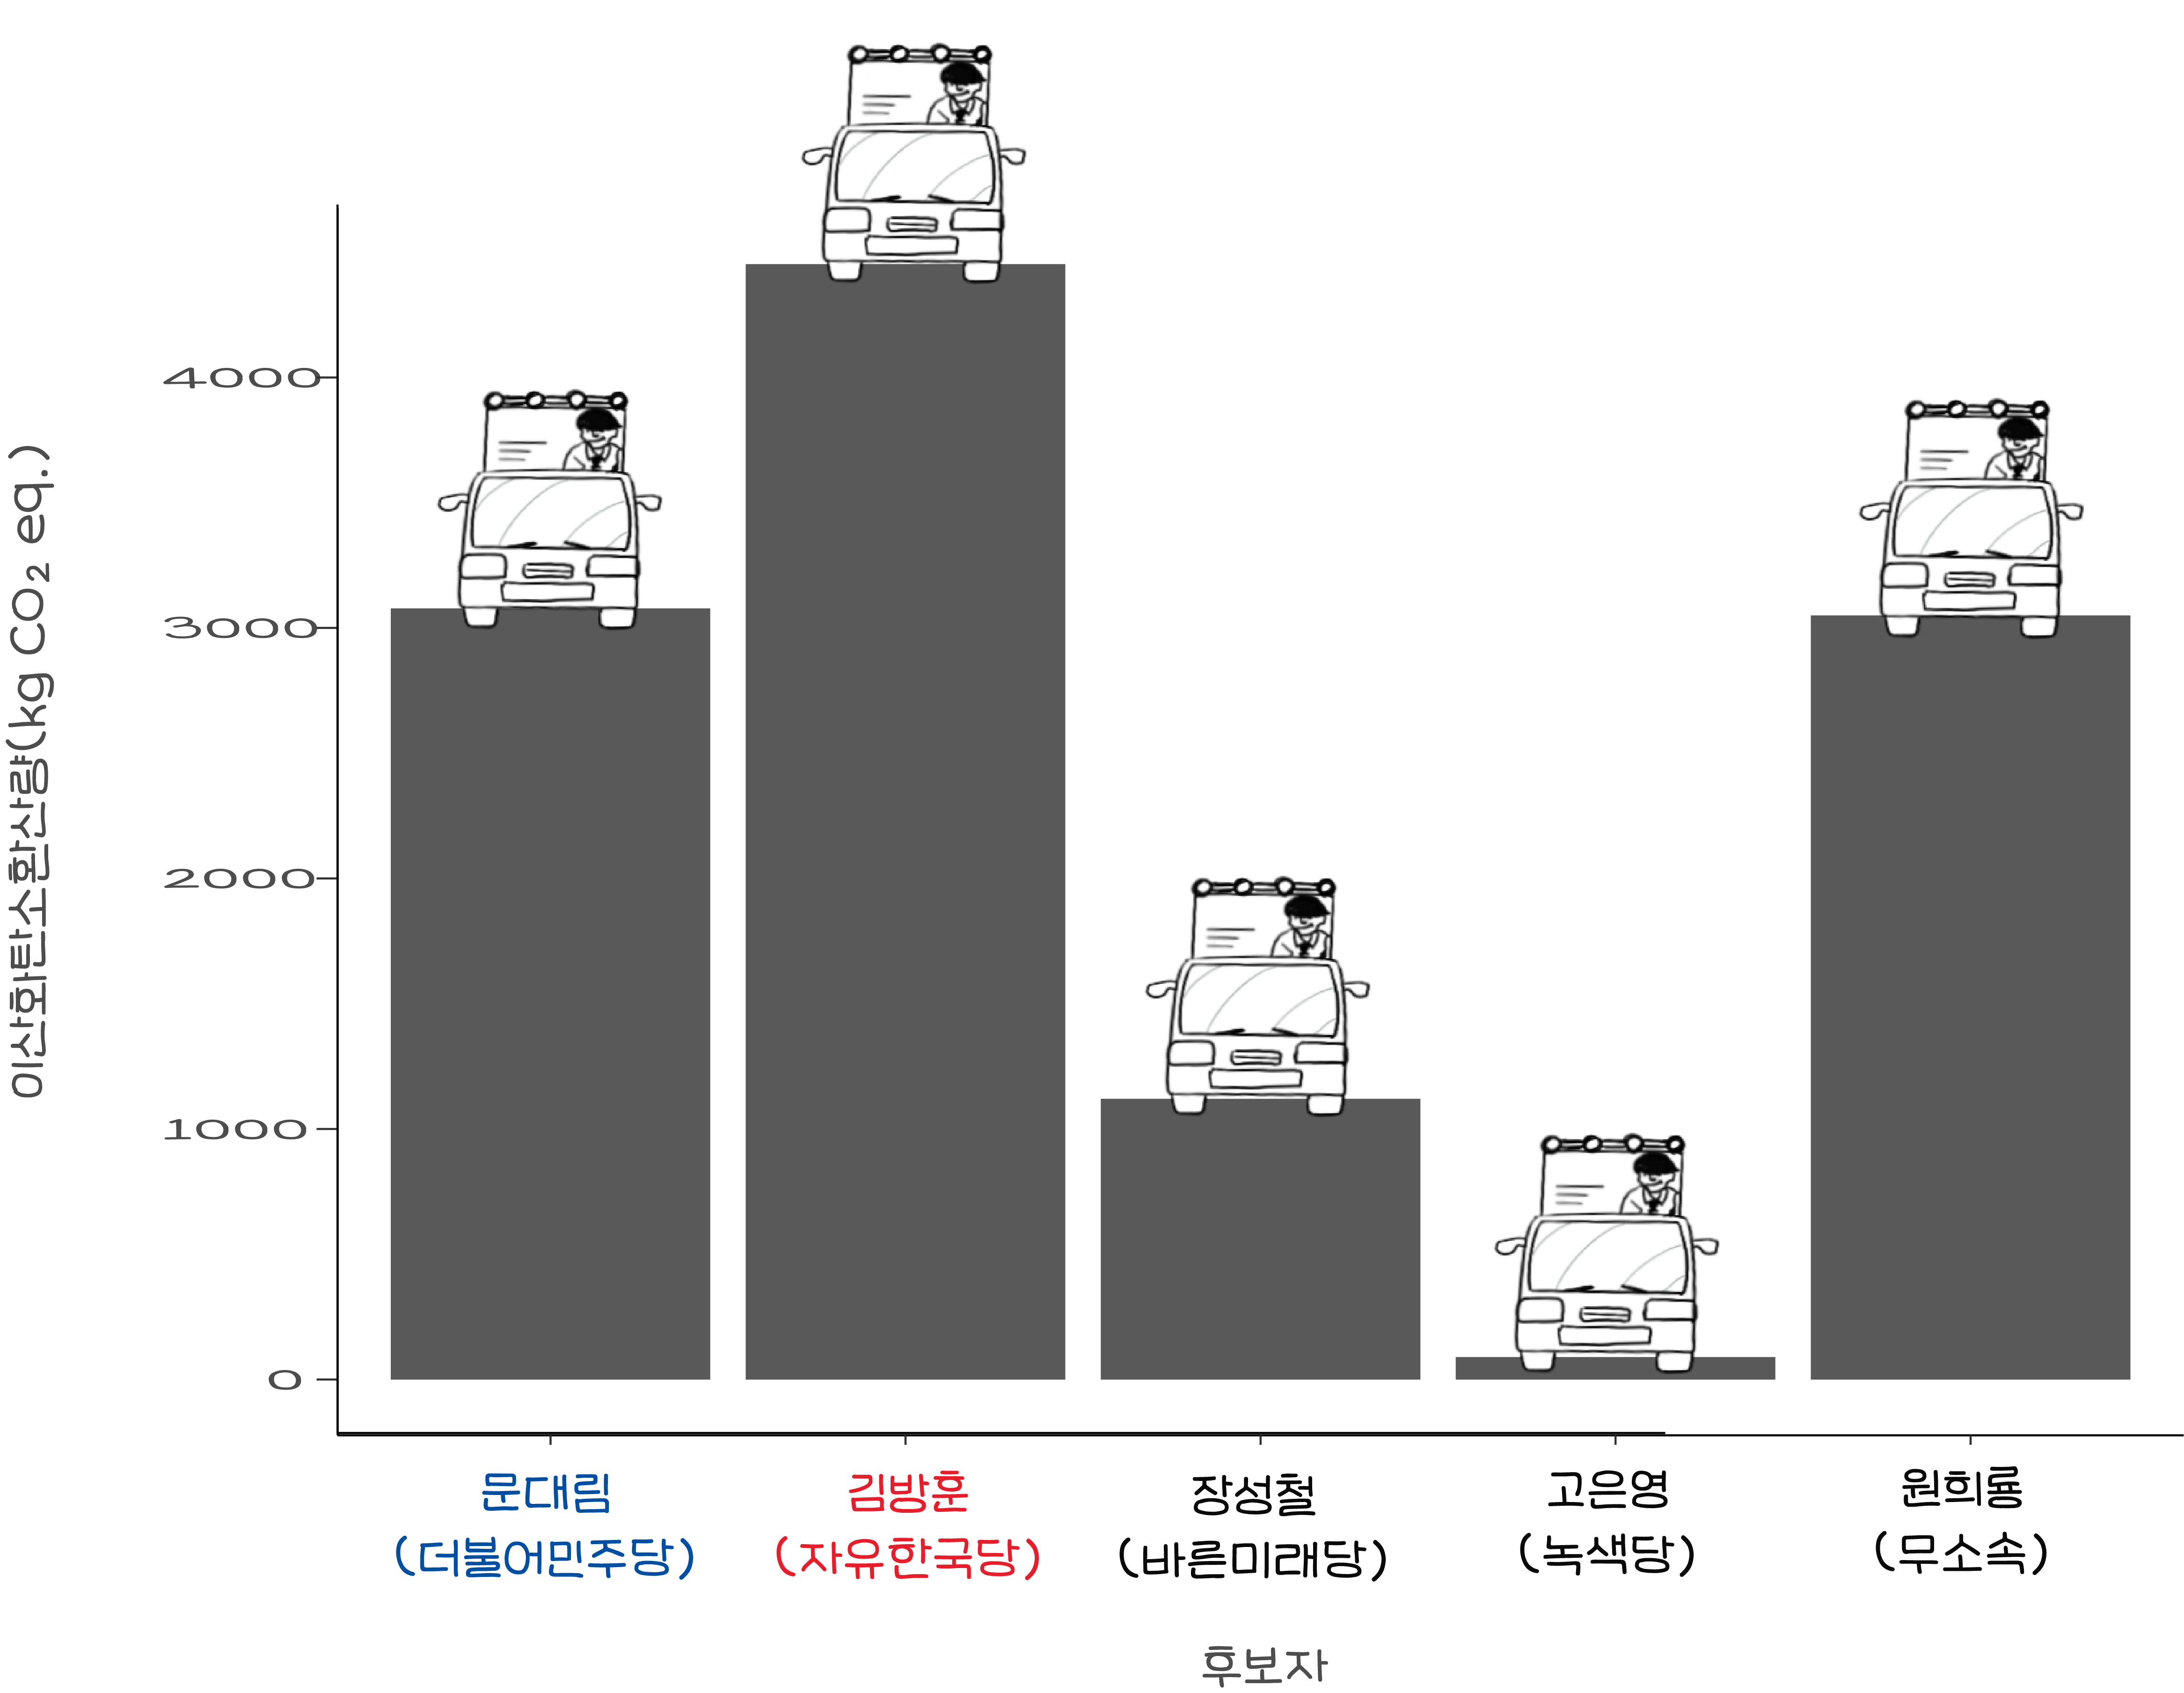 이산화탄소환산량(kg CO₂ eq.)
4000
3000
2000
1000
0
문대림 김방훈 장성철 고은영 원희룡
(더불어민주당) (자유한국당) (바른미래당) (녹색당) (무소속)
후보자